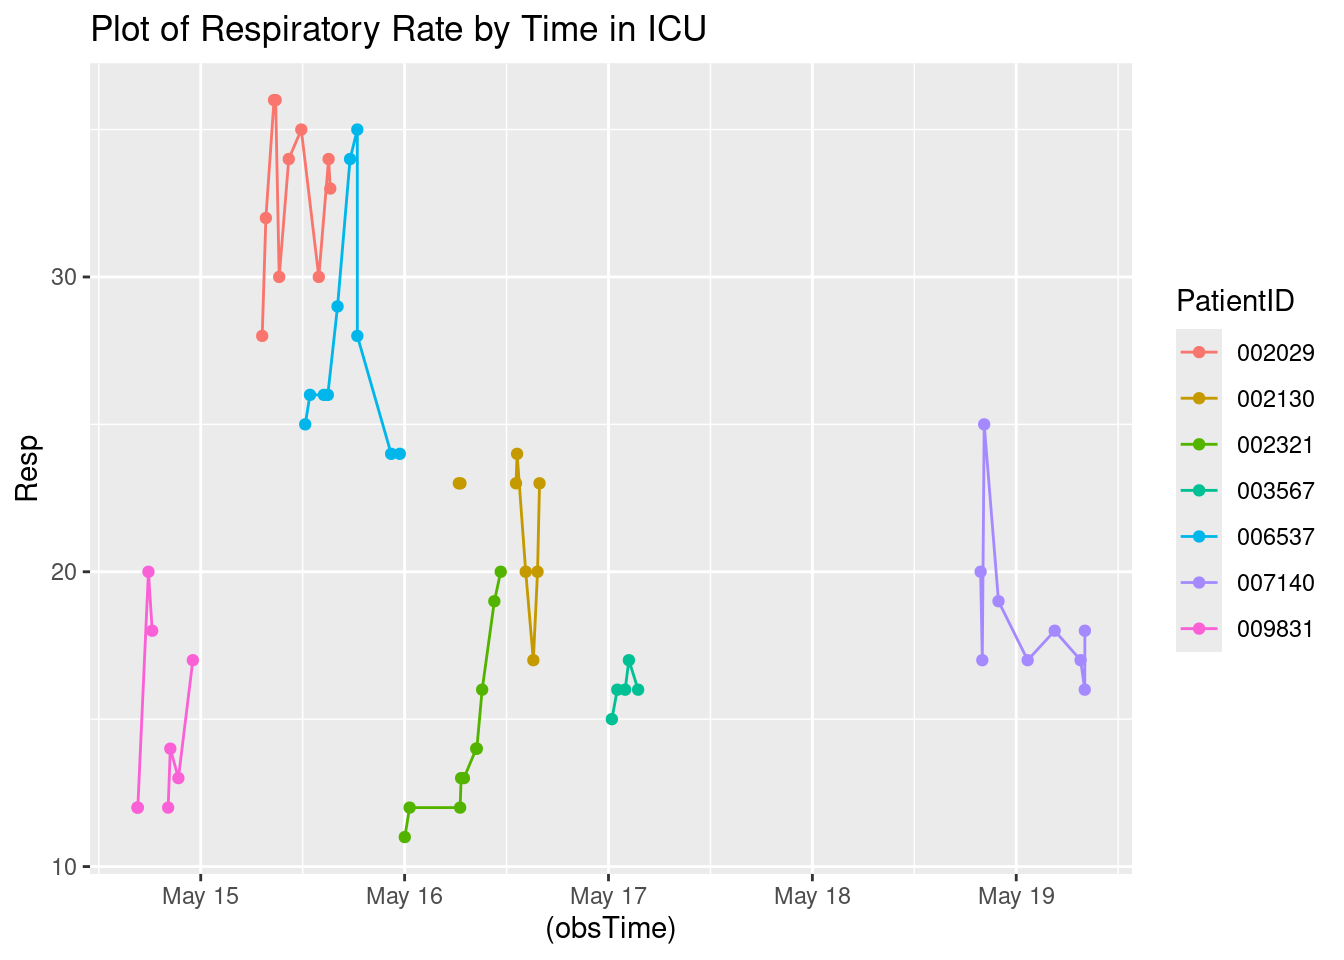 Plot of Respiratory Rate by Time in ICU
Resp
30
20
10
May 15
May 16
May 17
May 18
May 19
(obsTime)
PatientID
002029
002130
002321
003567
006537
007140
009831